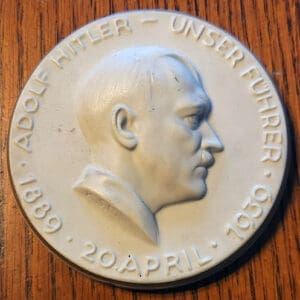 ADOLF HITLER – UNSER FÜHRER
1889 · 20.APRIL · 1939